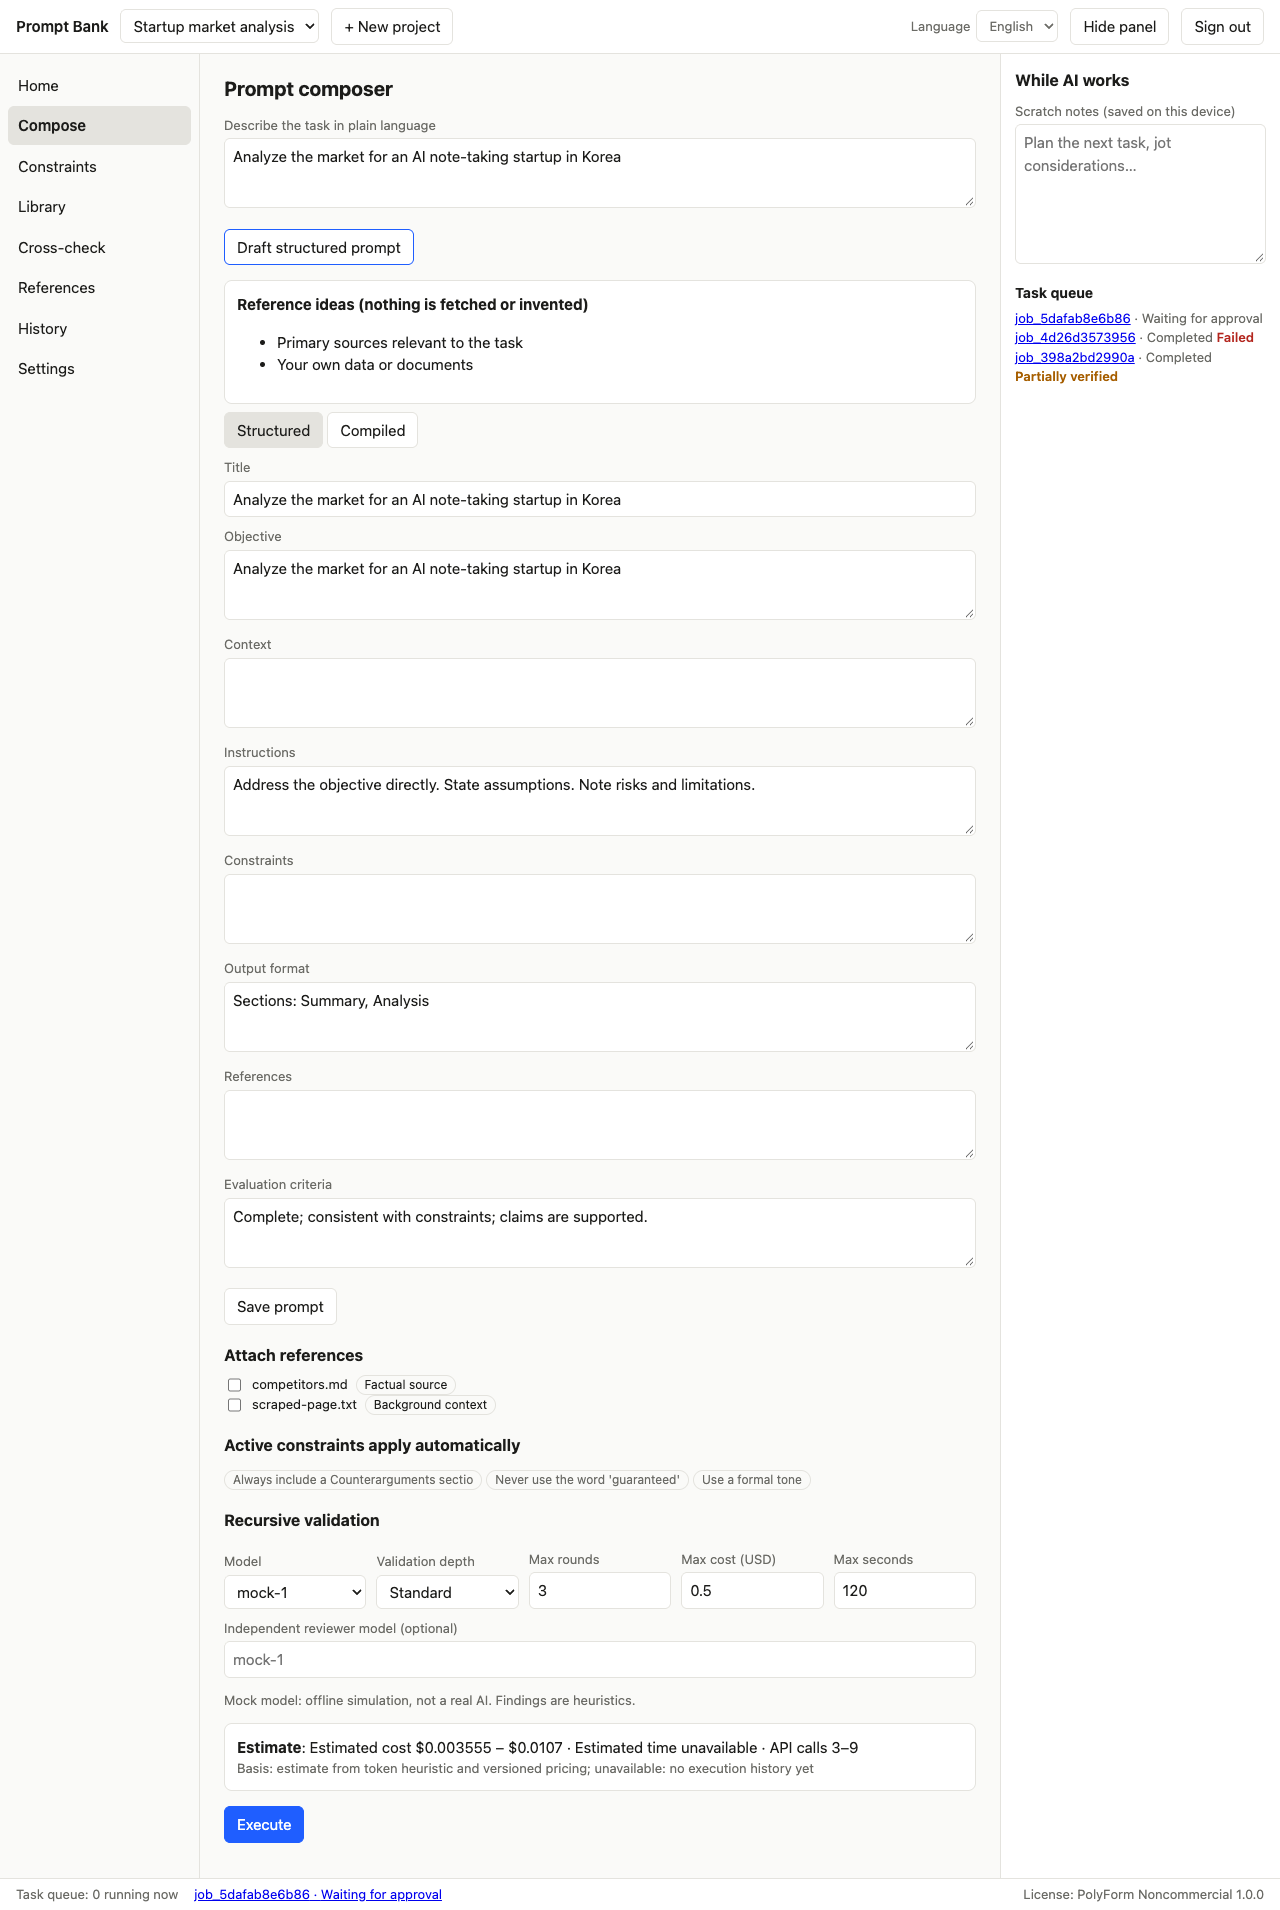 Prompt Bank
Startup market analysis
+ New project
Language
English
Hide panel
Sign out
Home
Compose
Constraints
Library
Cross-check
References
History
Settings
Prompt composer
Describe the task in plain language
Analyze the market for an AI note-taking startup in Korea
Draft structured prompt
Reference ideas (nothing is fetched or invented)
• Primary sources relevant to the task
• Your own data or documents
Structured
Compiled
Title
Analyze the market for an AI note-taking startup in Korea
Objective
Analyze the market for an AI note-taking startup in Korea
Context
Instructions
Address the objective directly. State assumptions. Note risks and limitations.
Constraints
Output format
Sections: Summary, Analysis
References
Evaluation criteria
Complete; consistent with constraints; claims are supported.
Save prompt
Attach references
competitors.md Factual source
scraped-page.txt Background context
Active constraints apply automatically
Always include a Counterarguments sectio
Never use the word 'guaranteed'
Use a formal tone
Recursive validation
Model
mock-1
Validation depth
Standard
Max rounds
3
Max cost (USD)
0.5
Max seconds
120
Independent reviewer model (optional)
mock-1
Mock model: offline simulation, not a real AI. Findings are heuristics.
Estimate: Estimated cost $0.003555 – $0.0107 · Estimated time unavailable · API calls 3–9
Basis: estimate from token heuristic and versioned pricing; unavailable: no execution history yet
Execute
While AI works
Scratch notes (saved on this device)
Plan the next task, jot
considerations...
Task queue
job_5dafab8e6b86 · Waiting for approval
job_4d26d3573956 · Completed Failed
job_398a2bd2990a · Completed
Partially verified
Task queue: 0 running now
job_5dafab8e6b86 · Waiting for approval
License: PolyForm Noncommercial 1.0.0